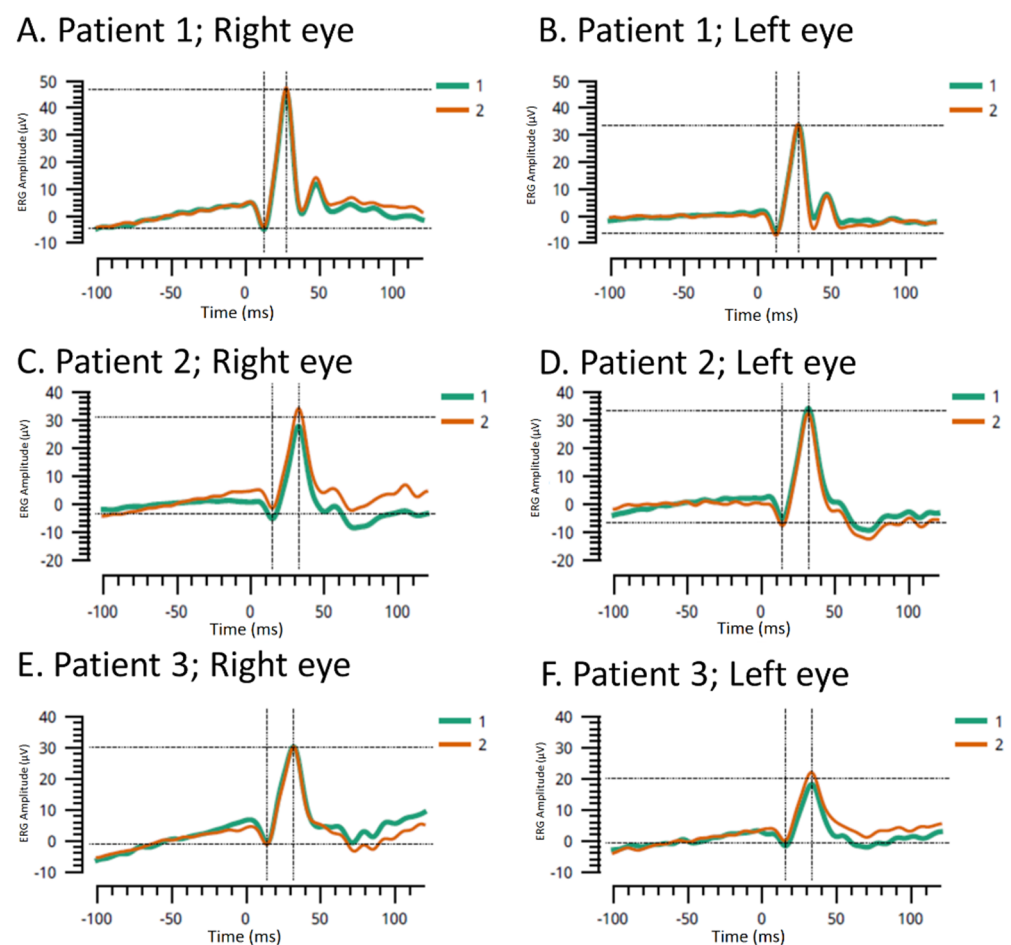 A. Patient 1; Right eye
ERG Amplitude (µV)
50
40
30
20
10
0
-10
1
2
-100 -50 0 50 100
Time (ms)
B. Patient 1; Left eye
ERG Amplitude (µV)
50
40
30
20
10
0
-10
1
2
-100 -50 0 50 100
Time (ms)
C. Patient 2; Right eye
ERG Amplitude (µV)
40
30
20
10
0
-10
-20
1
2
-100 -50 0 50 100
Time (ms)
D. Patient 2; Left eye
ERG Amplitude (µV)
40
30
20
10
0
-10
-20
1
2
-100 -50 0 50 100
Time (ms)
E. Patient 3; Right eye
ERG Amplitude (µV)
40
30
20
10
0
-10
1
2
-100 -50 0 50 100
Time (ms)
F. Patient 3; Left eye
ERG Amplitude (µV)
40
30
20
10
0
-10
1
2
-100 -50 0 50 100
Time (ms)